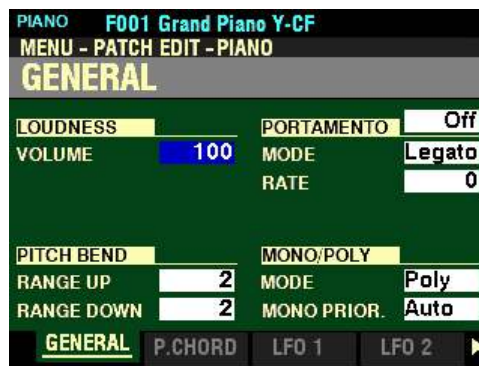 PIANO F001 Grand Piano Y-CF
MENU - PATCH EDIT - PIANO
GENERAL
LOUDNESS PORTAMENTO Off
VOLUME 100 MODE Legato
RATE 0
PITCH BEND MONO/POLY
RANGE UP 2 MODE Poly
RANGE DOWN 2 MONO PRIOR. Auto
GENERAL P.CHORD LFO 1 LFO 2